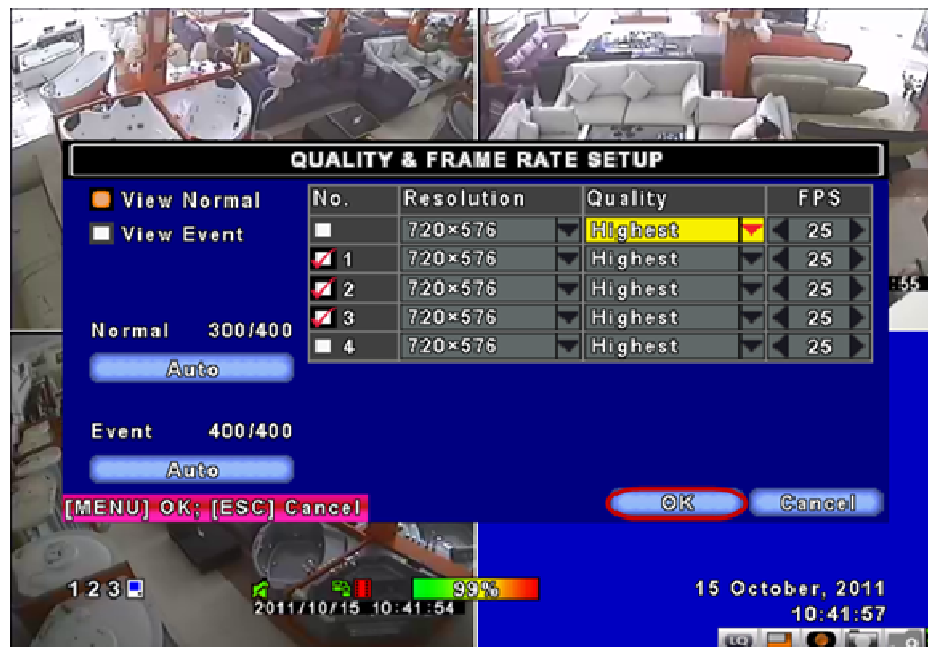 QUALITY & FRAME RATE SETUP
View Normal
View Event
No. Resolution Quality FPS
720×576 Highest 25
1 720×576 Highest 25
2 720×576 Highest 25
3 720×576 Highest 25
4 720×576 Highest 25
:55
Normal 300/400
Auto
Event 400/400
Auto
[MENU] OK; [ESC] Cancel
OK Cancel
1 2 3
99%
15 October, 2011
2011/10/15 10:41:54
10:41:57